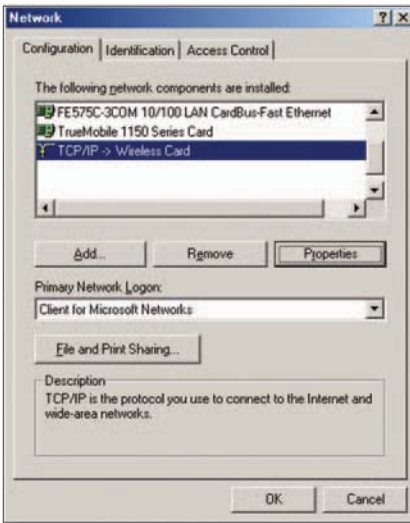 Network
Configuration Identification Access Control
The following network components are installed:
FE575C-3COM 10/100 LAN CardBus-Fast Ethernet
TrueMobile 1150 Series Card
TCP/IP -> Wireless Card
Add... Remove Properties
Primary Network Logon:
Client for Microsoft Networks
File and Print Sharing...
Description
TCP/IP is the protocol you use to connect to the Internet and
wide-area networks.
OK Cancel